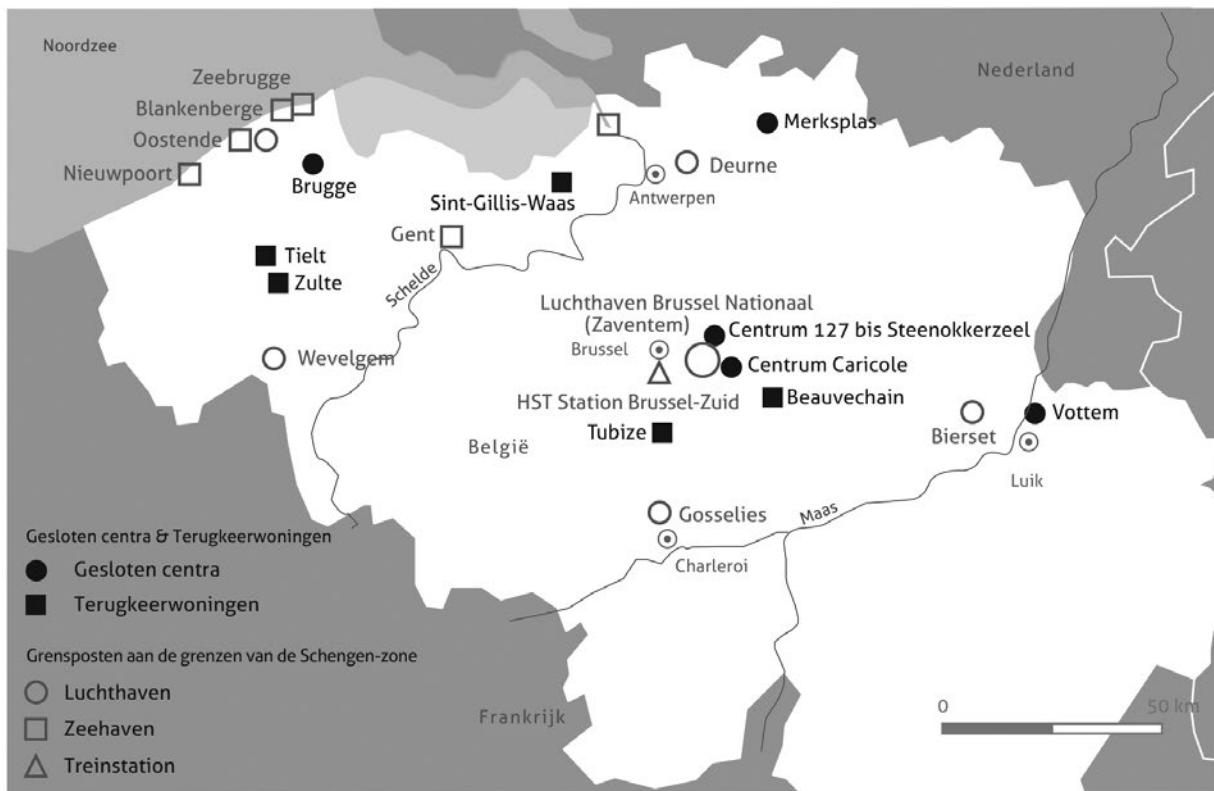 Noordzee
Nederland
Zeebrugge
Blankenberge
Oostende
Nieuwpoort
Brugge
Merksplas
Deurne
Antwerpen
Sint-Gillis-Waas
Gent
Schelde
Tielt
Zulte
Wevelgem
Luchthaven Brussel Nationaal
(Zaventem)
Brussel
Centrum 127 bis Steenokkerzeel
Centrum Caricole
HST Station Brussel-Zuid
Beauvechain
Tubize
België
Bierset
Vottem
Luik
Maas
Gosselies
Charleroi
Frankrijk
Gesloten centra & Terugkeerwoningen
Gesloten centra
Terugkeerwoningen
Grensposten aan de grenzen van de Schengen-zone
Luchthaven
Zeehaven
Treinstation
0 50 km